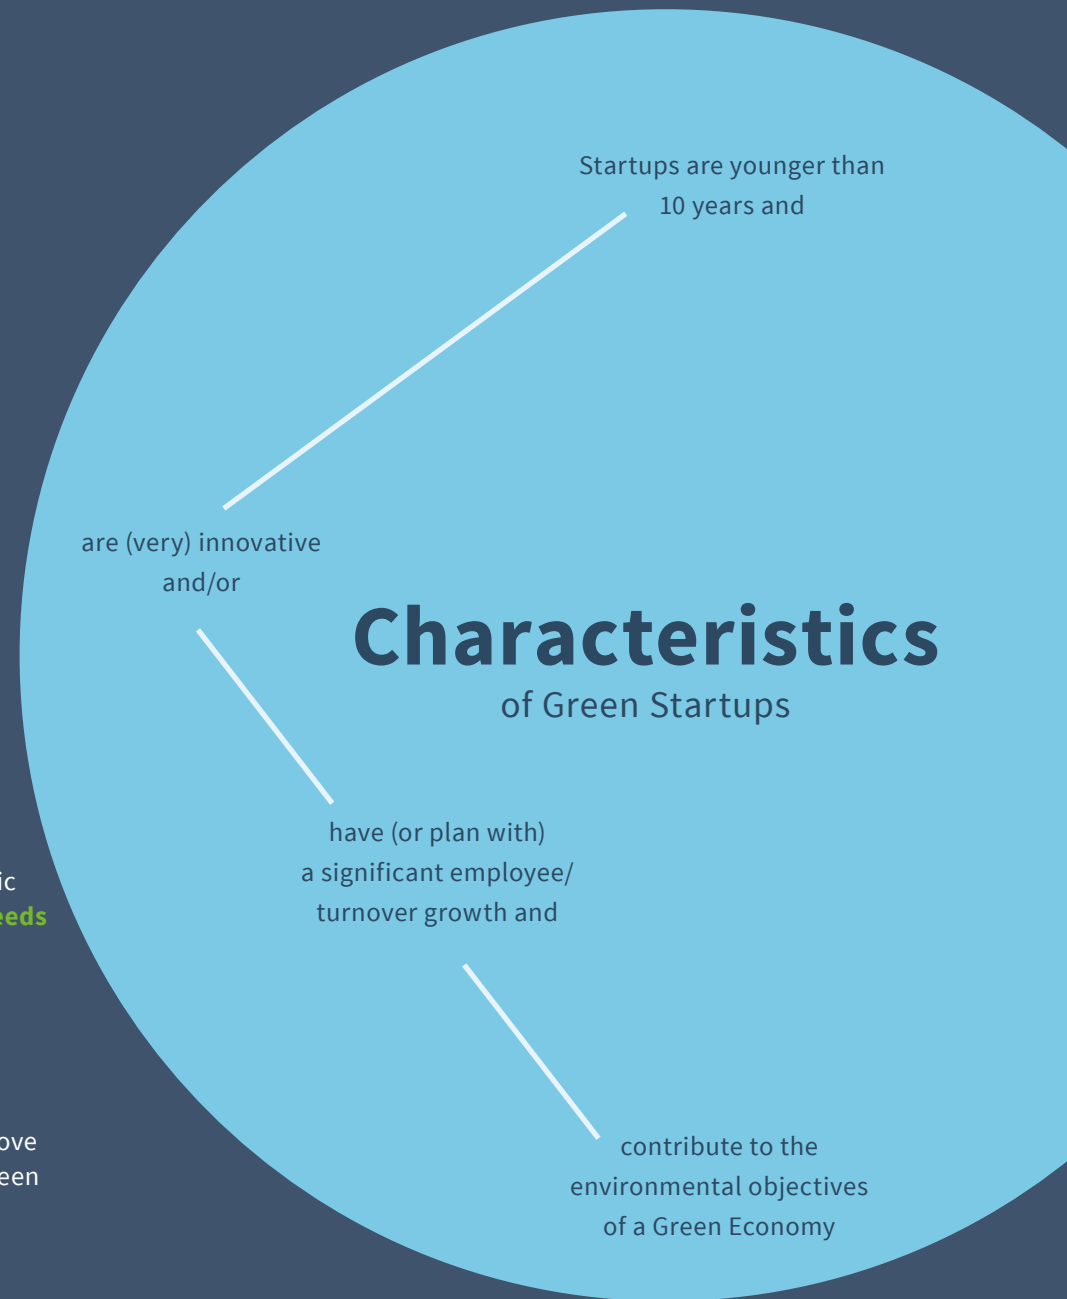 Startups are younger than
10 years and
are (very) innovative
and/or
Characteristics
of Green Startups
have (or plan with)
a significant employee/
turnover growth and
contribute to the
environmental objectives
of a Green Economy